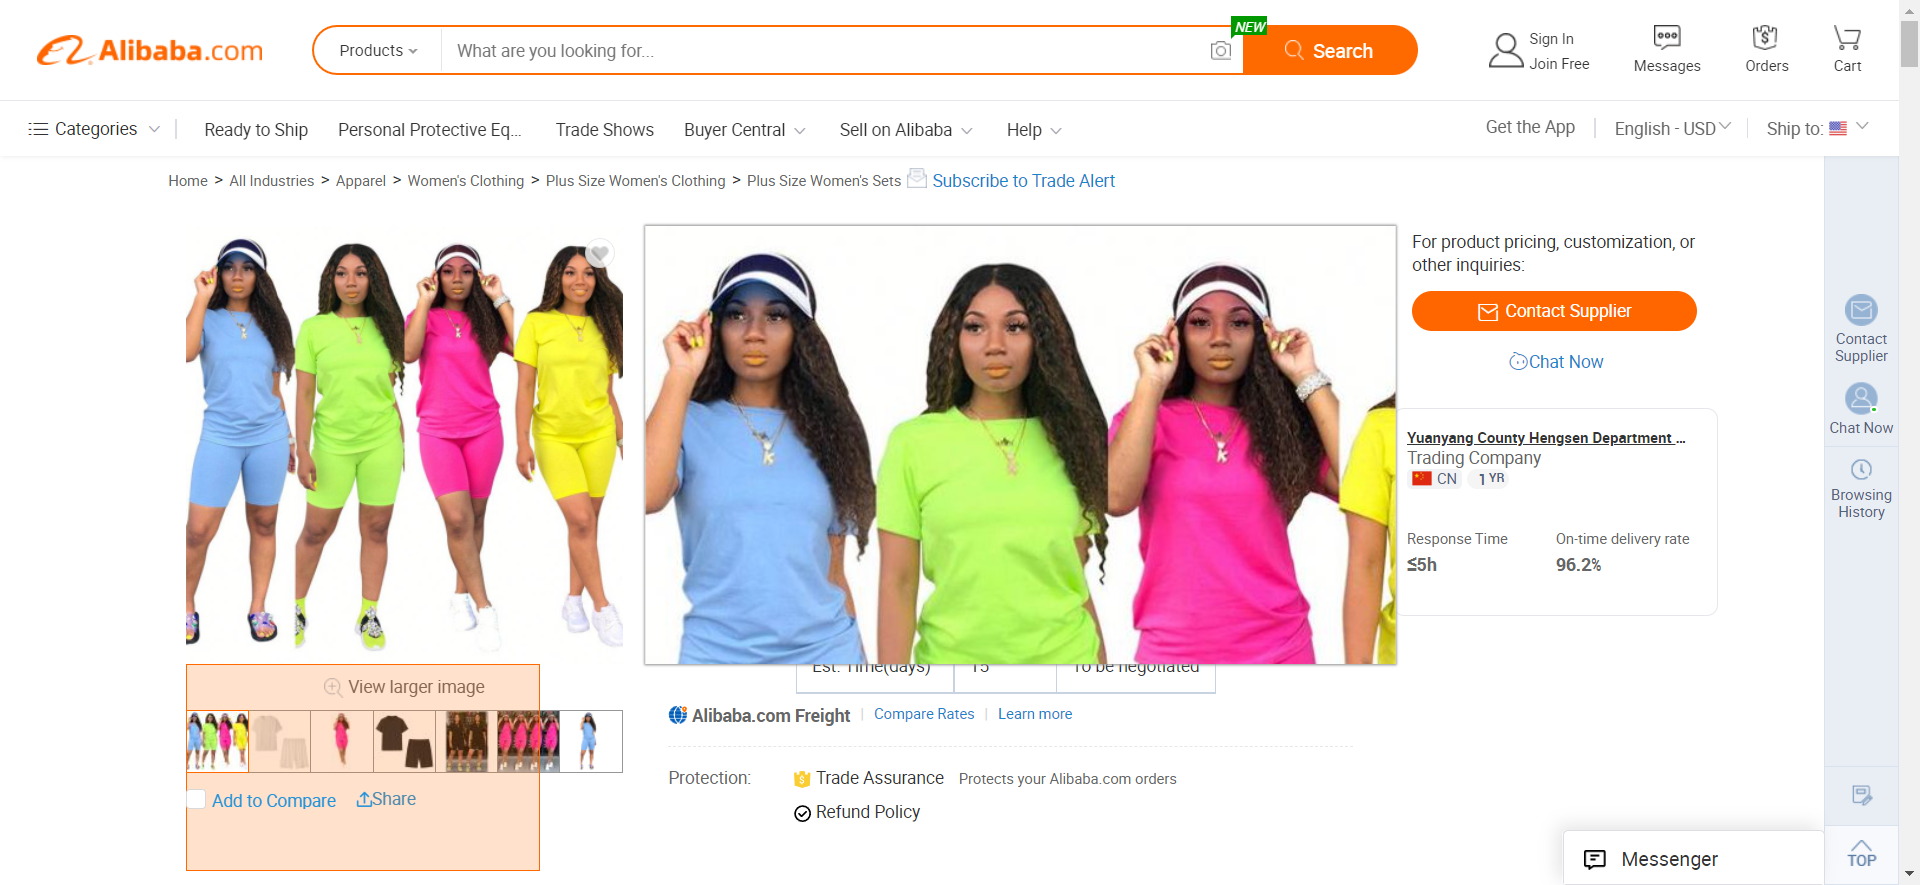 Alibaba.com
Products
What are you looking for...
NEW
Search
Sign In
Join Free
Messages
Orders
Cart
Categories
Ready to Ship
Personal Protective Eq...
Trade Shows
Buyer Central
Sell on Alibaba
Help
Get the App
English - USD
Ship to:
Home > All Industries > Apparel > Women's Clothing > Plus Size Women's Clothing > Plus Size Women's Sets
Subscribe to Trade Alert
For product pricing, customization, or
other inquiries:
Contact Supplier
Chat Now
Yuanyang County Hengsen Department ...
Trading Company
CN 1 YR
Response Time
≤5h
On-time delivery rate
96.2%
Contact
Supplier
Chat Now
Browsing
History
Est. Time(days) 15 To be negotiated
View larger image
Alibaba.com Freight
Compare Rates
Learn more
Add to Compare
Share
Protection:
Trade Assurance
Protects your Alibaba.com orders
Refund Policy
Messenger
TOP